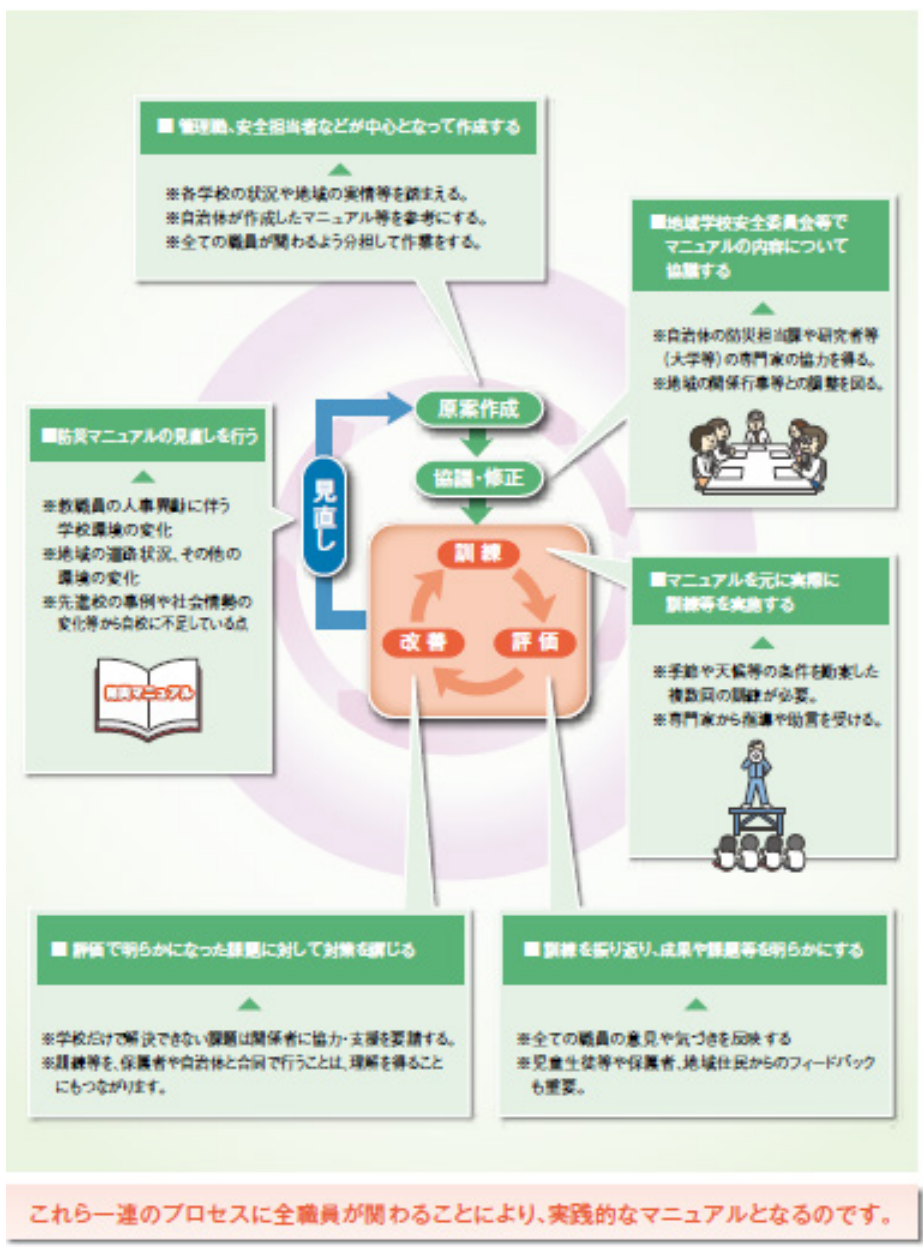 ■ 管理職、安全担当者などが中心となって作成する
※各学校の状況や地域の実情等を踏まえる。
※自治体が作成したマニュアル等を参考にする。
※全ての職員が関わるよう分担して作業をする。
■地域学校安全委員会等で
マニュアルの内容について
協議する
※自治体の防災担当課や研究者等
(大学等)の専門家の協力を得る。
※地域の関係行事等との調整を図る。
原案作成
協議・修正
見直し
訓練
改善
評価
■防災マニュアルの見直しを行う
※教職員の人事異動に伴う
学校環境の変化
※地域の道路状況、その他の
環境の変化
※先進校の事例や社会情勢の
変化等から自校に不足している点
防災マニュアル
■マニュアルを元に実際に
訓練等を実施する
※季節や天候等の条件を勘案した
複数回の訓練が必要。
※専門家から指導や助言を受ける。
■ 評価で明らかになった課題に対して対策を講じる
※学校だけで解決できない課題は関係者に協力・支援を要請する。
※訓練等を、保護者や自治体と合同で行うことは、理解を得ること
にもつながります。
■ 訓練を振り返り、成果や課題等を明らかにする
※全ての職員の意見や気づきを反映する
※児童生徒等や保護者、地域住民からのフィードバック
も重要。
これら一連のプロセスに全職員が関わることにより、実践的なマニュアルとなるのです。